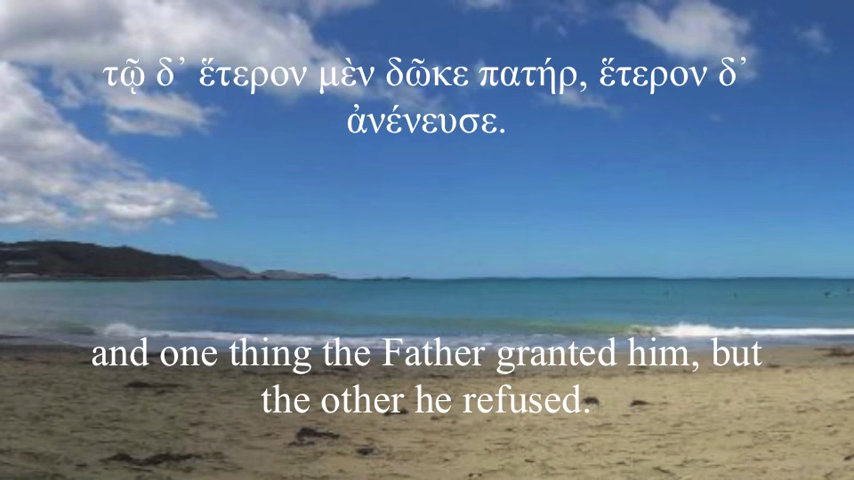 τῷ δ᾽ ἕτερον μὲν δῶκε πατήρ, ἕτερον δ᾽
ἀνένευσε.
and one thing the Father granted him, but
the other he refused.